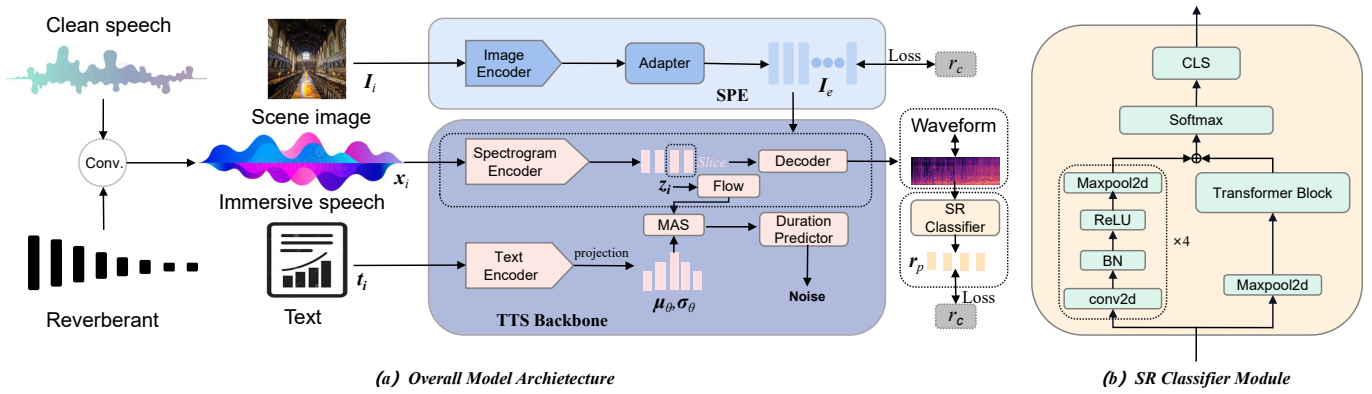 Clean speech
Conv.
Reverberant
I_i
Scene image
x_i
Immersive speech
t_i
Text
Image
Encoder
Adapter
I_e
SPE
Loss
r_c
Spectrogram
Encoder
Slice
Decoder
z_i
Flow
MAS
Duration
Predictor
Text
Encoder
projection
μ_θ,σ_θ
Noise
TTS Backbone
Waveform
SR
Classifier
r_p
Loss
r_c
(a) Overall Model Archietecture
CLS
Softmax
Maxpool2d
ReLU
BN
conv2d
×4
Transformer Block
Maxpool2d
(b) SR Classifier Module